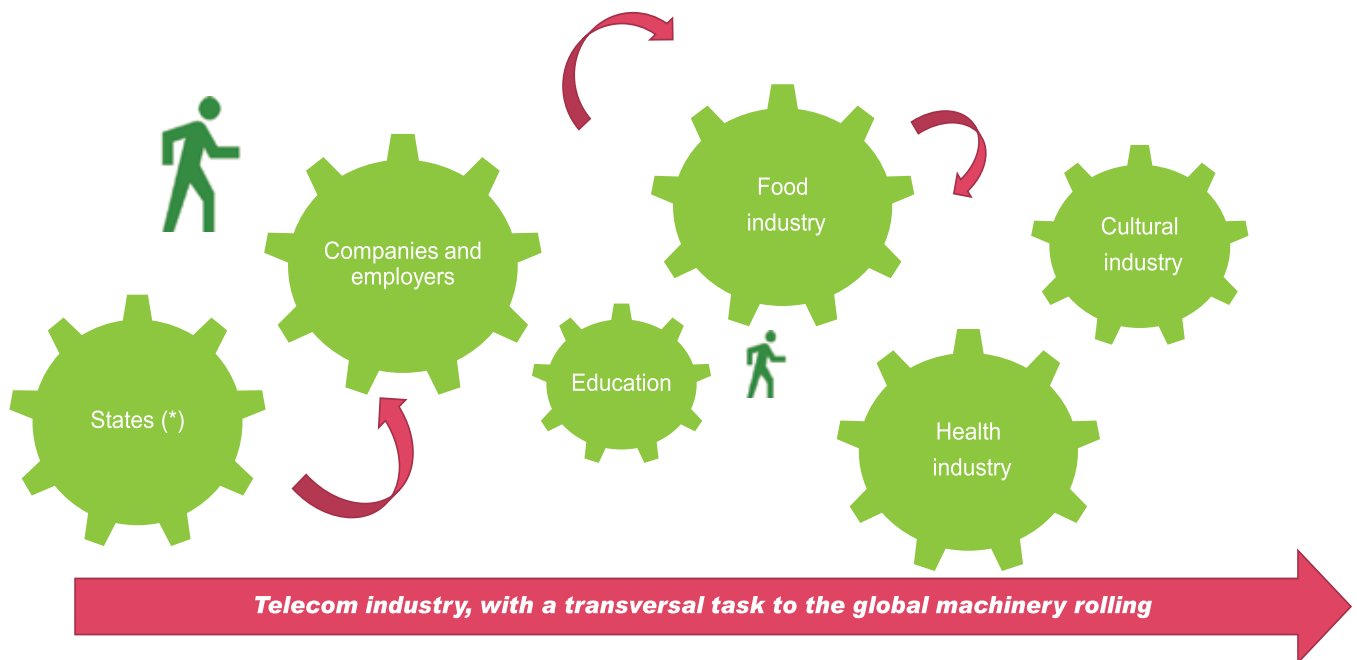 States (*)
Companies and
employers
Education
Food
industry
Health
industry
Cultural
industry
Telecom industry, with a transversal task to the global machinery rolling